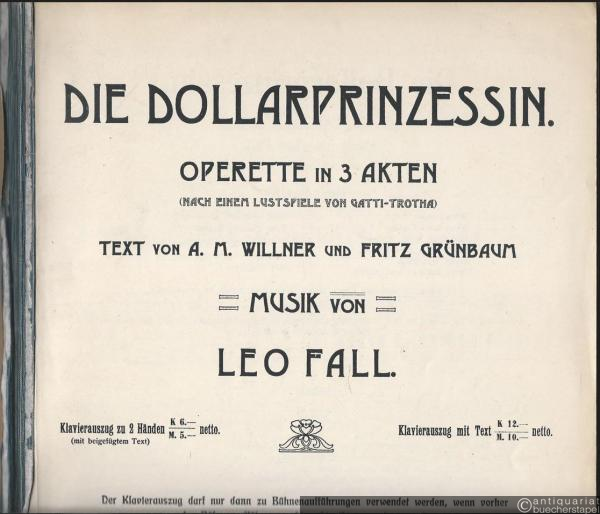 DIE DOLLARPRINZESSIN.
OPERETTE IN 3 AKTEN
(NACH EINEM LUSTSPIELE VON GATTI-TROTHA)
TEXT VON A. M. WILLNER UND FRITZ GRÜNBAUM
MUSIK VON
LEO FALL.
Klavierauszug zu 2 Händen K 6.— M. 5.— netto.
(mit beigefügtem Text)
Klavierauszug mit Text K 12.— M. 10.— netto.
Der Klavierauszug darf nur dann zu Bühnenaufführungen verwendet werden, wenn vorher
antiquariat
buecherstapel